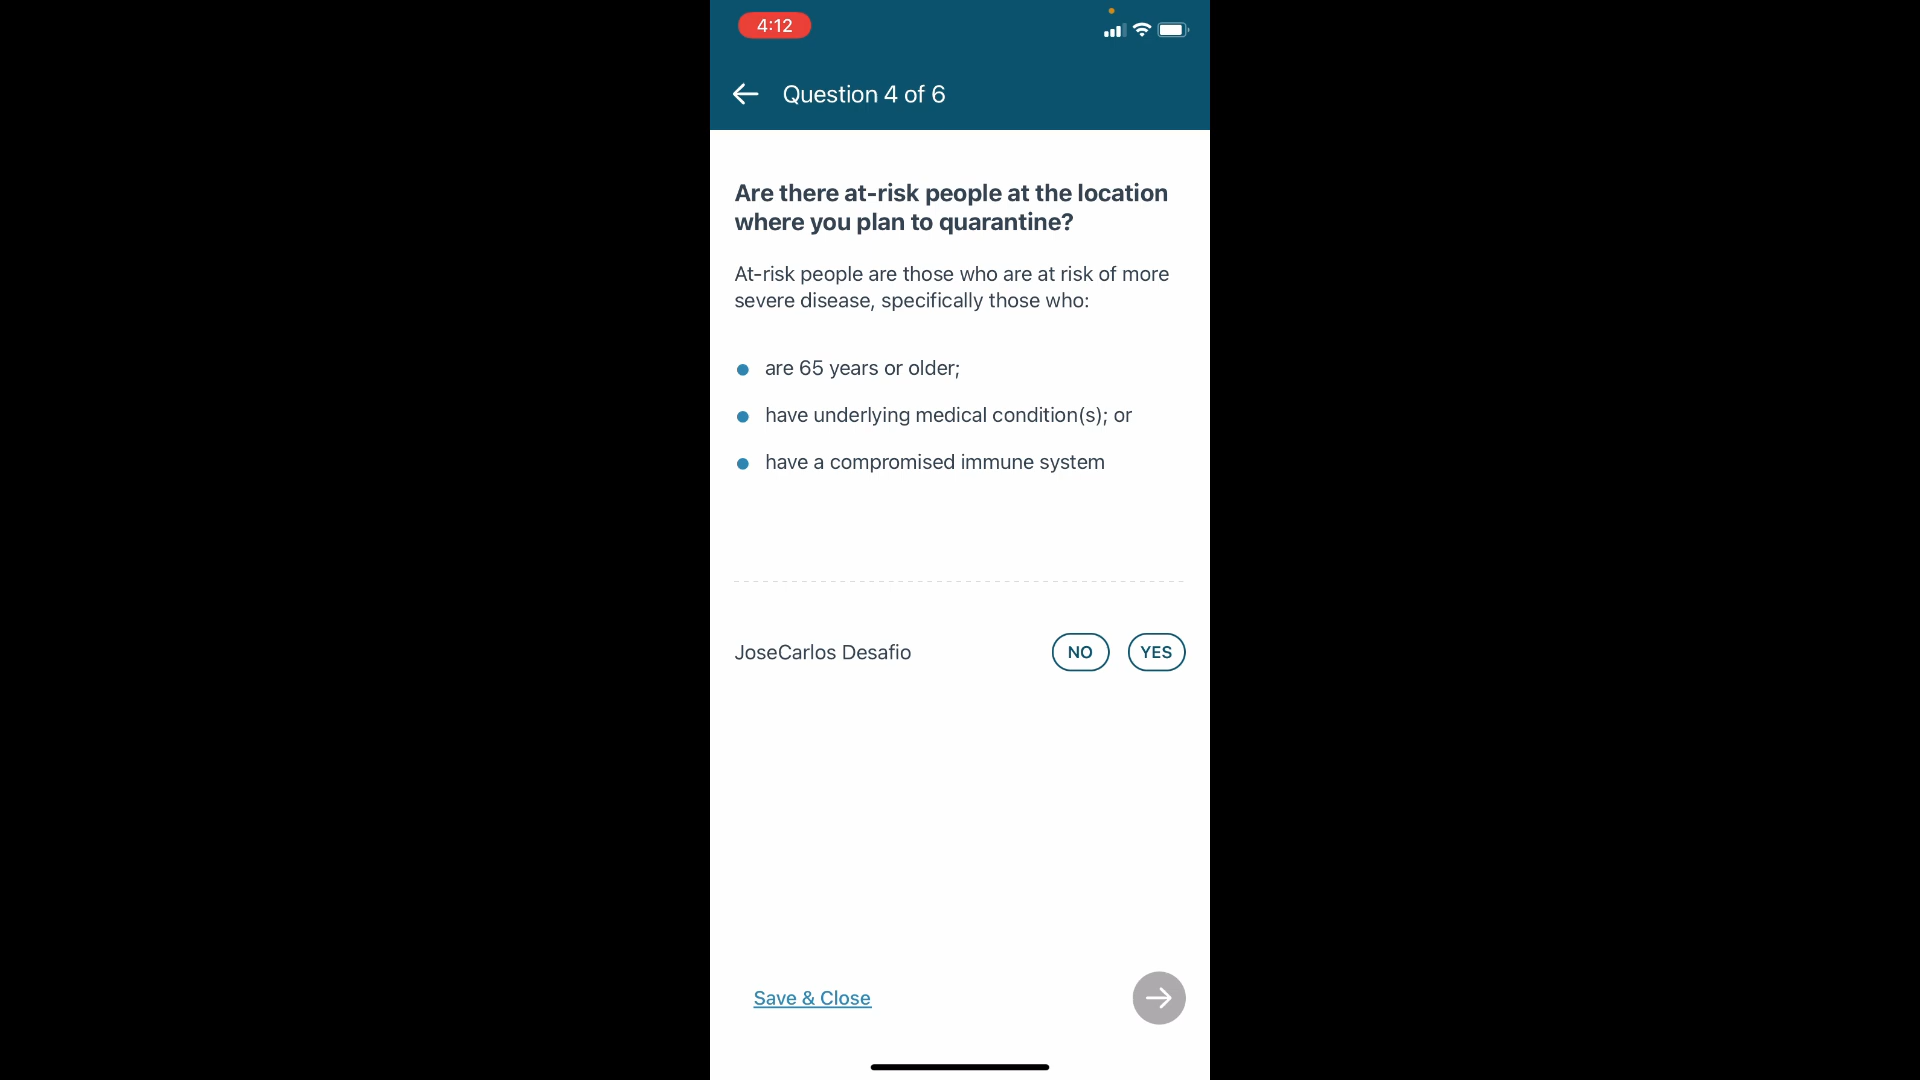 4:12
Question 4 of 6
Are there at-risk people at the location
where you plan to quarantine?
At-risk people are those who are at risk of more
severe disease, specifically those who:
are 65 years or older;
have underlying medical condition(s); or
have a compromised immune system
JoseCarlos Desafio NO YES
Save & Close